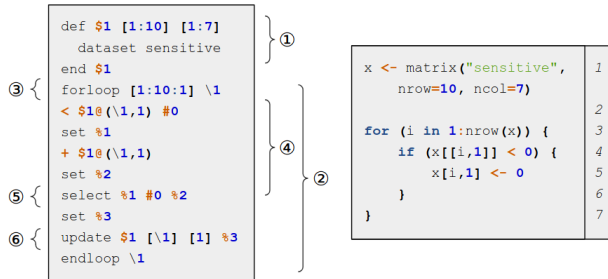 def $1 [1:10] [1:7]
dataset sensitive
end $1
forloop [1:10:1] \1
< $1@(\1,1) #0
set %1
+ $1@(\1,1)
set %2
select %1 #0 %2
set %3
update $1 [\1] [1] %3
endloop \1
①
③
④
②
⑤
⑥
x <- matrix("sensitive", 1
nrow=10, ncol=7)
2
for (i in 1:nrow(x)) { 3
if (x[[i,1]] < 0) { 4
x[i,1] <- 0 5
} 6
} 7